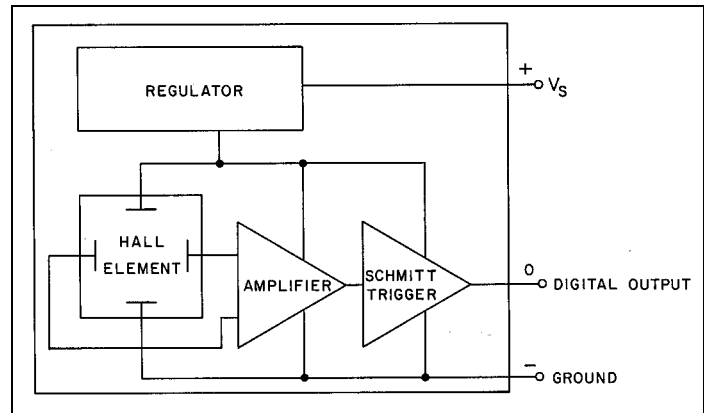 REGULATOR
+
VS
HALL
ELEMENT
AMPLIFIER
SCHMITT
TRIGGER
O
DIGITAL OUTPUT
−
GROUND